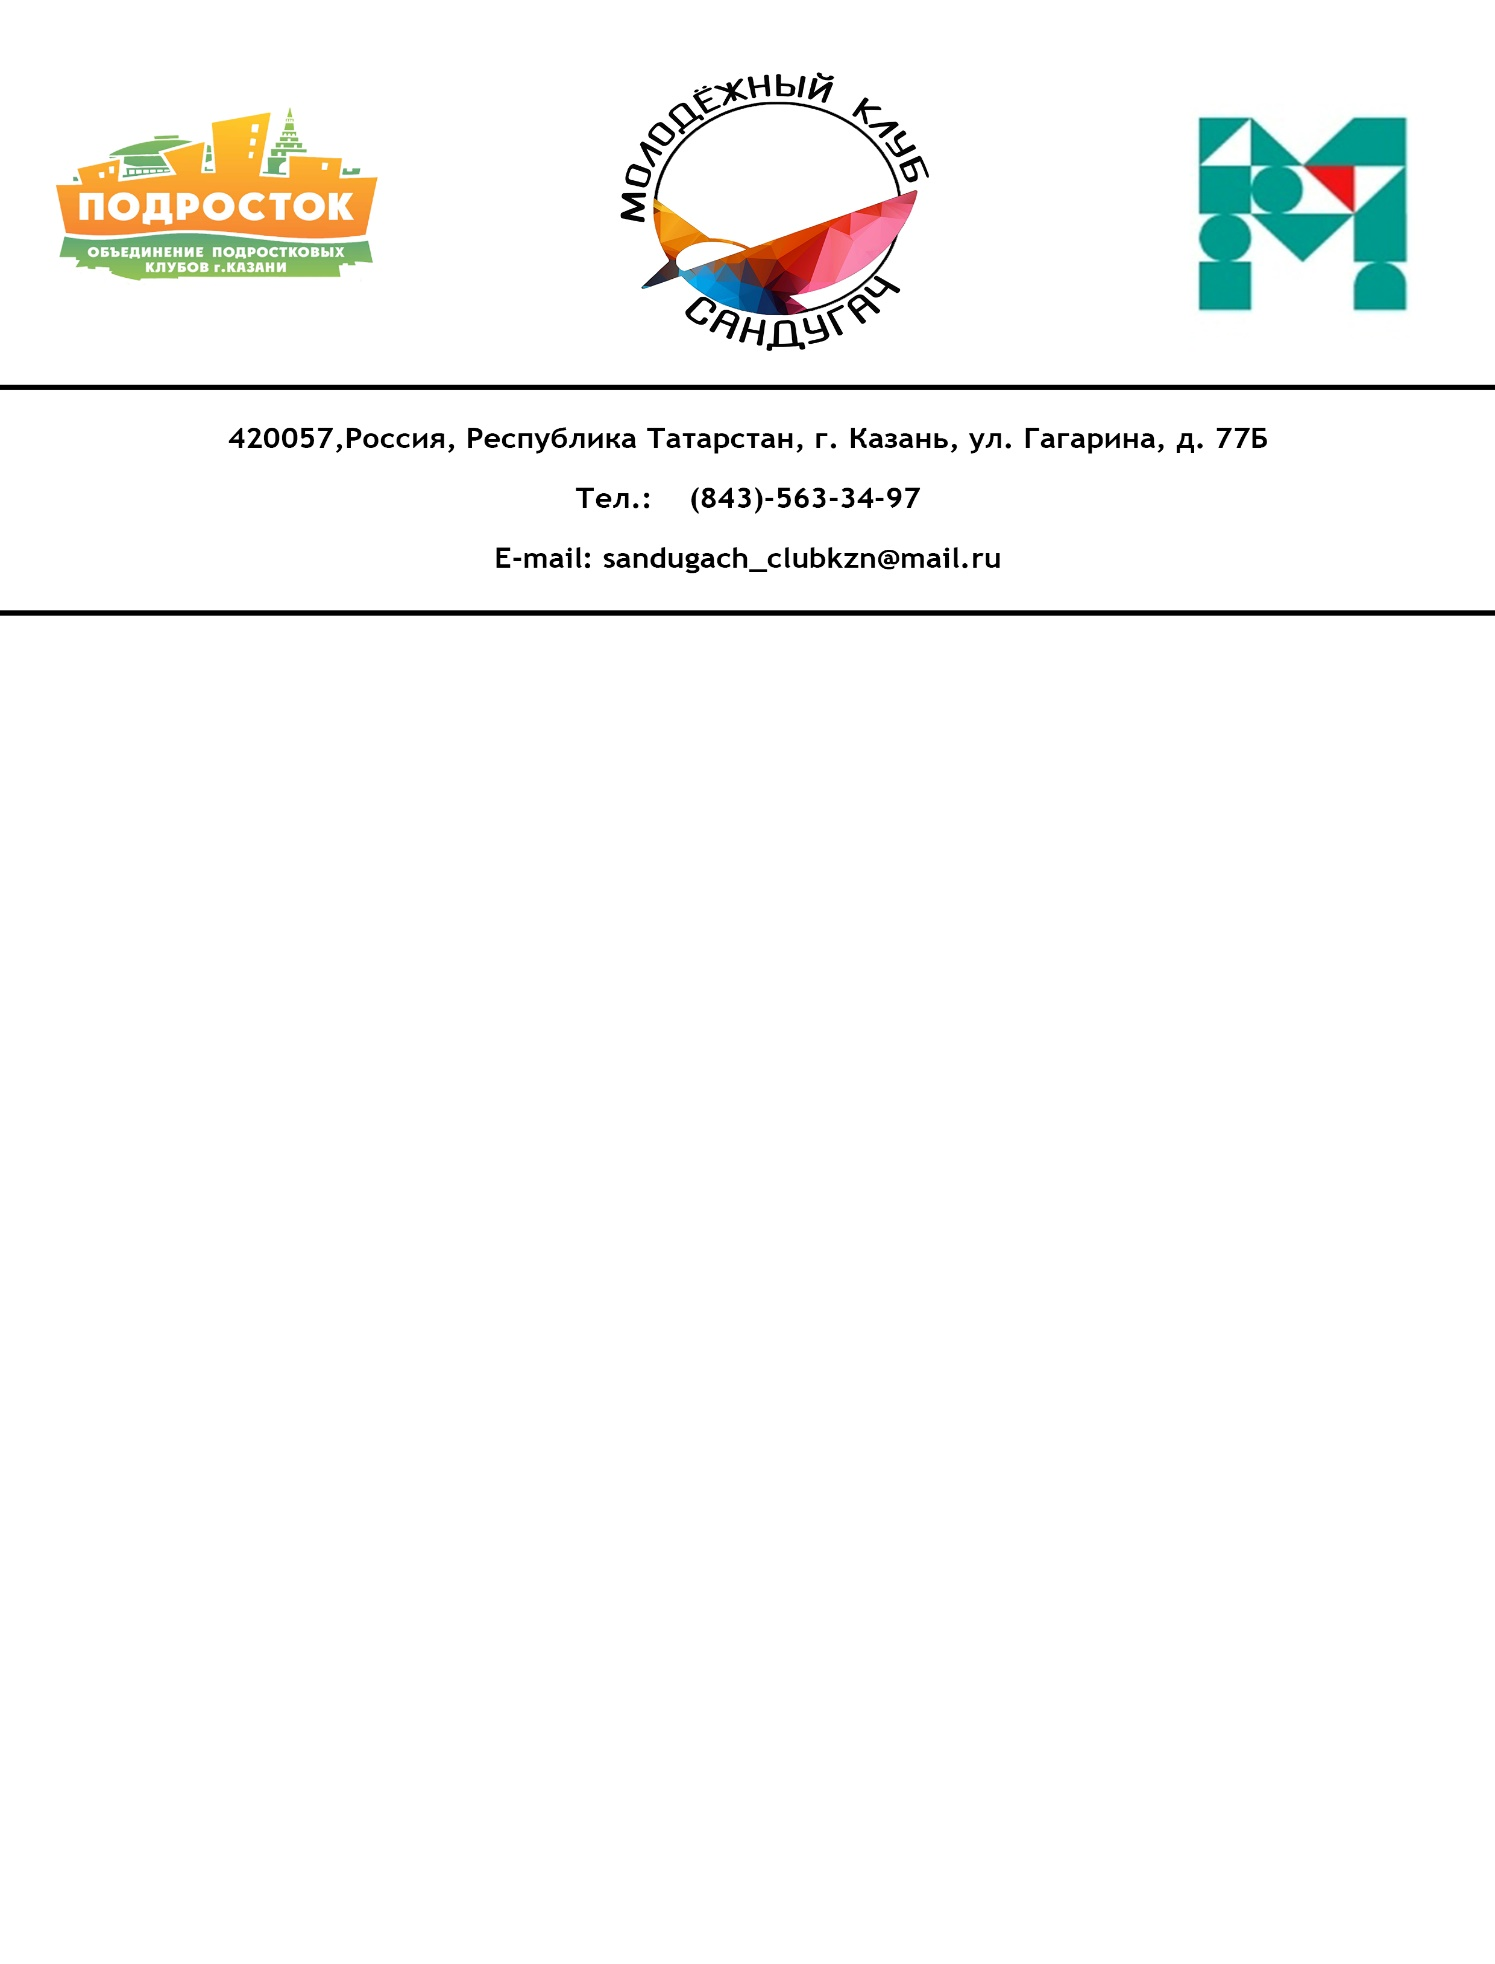 ПОДРОСТОК
ОБЪЕДИНЕНИЕ ПОДРОСТКОВЫХ
КЛУБОВ г.КАЗАНИ
МОЛОДЁЖНЫЙ КЛУБ
САНДУГАЧ
420057,Россия, Республика Татарстан, г. Казань, ул. Гагарина, д. 77Б
Тел.: (843)-563-34-97
E-mail: sandugach_clubkzn@mail.ru